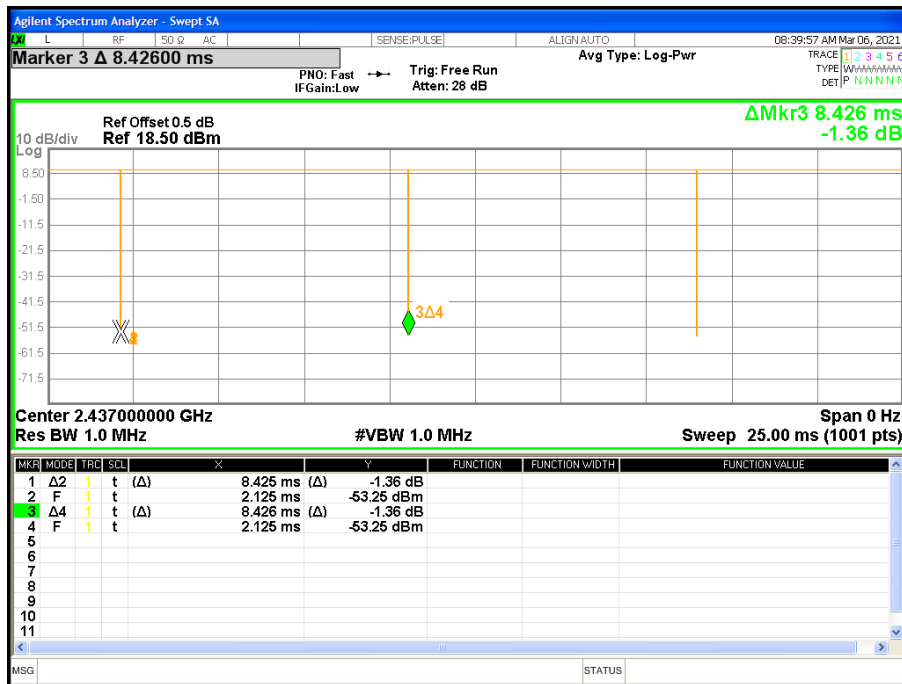 Agilent Spectrum Analyzer - Swept SA
LXI L RF 50 Ω AC SENSE:PULSE ALIGN AUTO 08:39:57 AM Mar 06, 2021
Marker 3 Δ 8.42600 ms
PNO: Fast
IFGain:Low
Trig: Free Run
Atten: 28 dB
Avg Type: Log-Pwr
TRACE 1 2 3 4 5 6
TYPE
DET P N N N N N
ΔMkr3 8.426 ms
-1.36 dB
Ref Offset 0.5 dB
Ref 18.50 dBm
10 dB/div
Log
8.50
-1.50
-11.5
-21.5
-31.5
-41.5
-51.5
-61.5
-71.5
3Δ4
Center 2.437000000 GHz Span 0 Hz
Res BW 1.0 MHz #VBW 1.0 MHz Sweep 25.00 ms (1001 pts)
MKR MODE TRC SCL X Y FUNCTION FUNCTION WIDTH FUNCTION VALUE
1 Δ2 1 t (Δ) 8.425 ms (Δ) -1.36 dB
2 F 1 t 2.125 ms -53.25 dBm
3 Δ4 1 t (Δ) 8.426 ms (Δ) -1.36 dB
4 F 1 t 2.125 ms -53.25 dBm
5
6
7
8
9
10
11
MSG STATUS